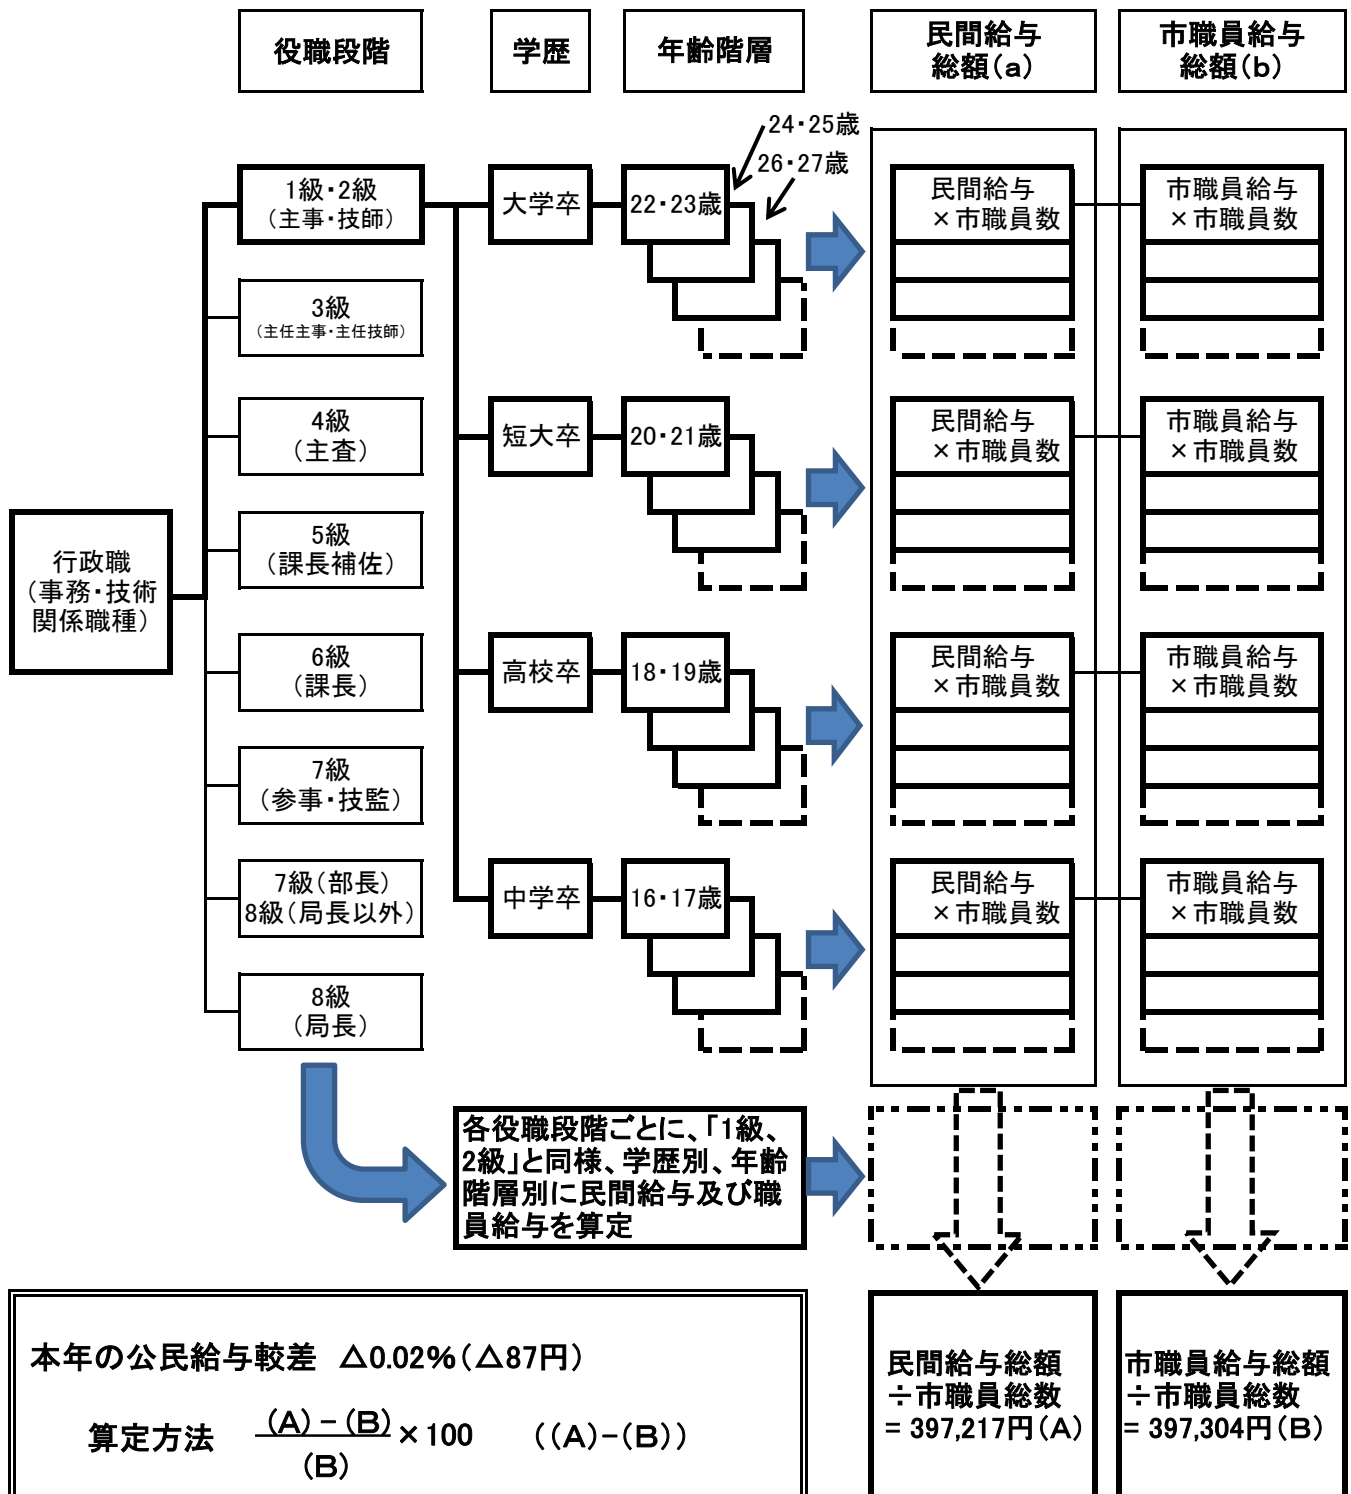 役職段階
学歴
年齢階層
民間給与
総額(a)
市職員給与
総額(b)
24・25歳
26・27歳
1級・2級
(主事・技師)
大学卒
22・23歳
民間給与
×市職員数
市職員給与
×市職員数
3級
(主任主事・主任技師)
4級
(主査)
短大卒
20・21歳
民間給与
×市職員数
市職員給与
×市職員数
5級
(課長補佐)
行政職
(事務・技術
関係職種)
6級
(課長)
高校卒
18・19歳
民間給与
×市職員数
市職員給与
×市職員数
7級
(参事・技監)
7級(部長)
8級(局長以外)
中学卒
16・17歳
民間給与
×市職員数
市職員給与
×市職員数
8級
(局長)
各役職段階ごとに、「1級、
2級」と同様、学歴別、年齢
階層別に民間給与及び職
員給与を算定
本年の公民給与較差 △0.02%(△87円)
算定方法 (A)-(B) ×100 ((A)-(B))
(B)
民間給与総額
÷市職員総数
= 397,217円(A)
市職員給与総額
÷市職員総数
= 397,304円(B)